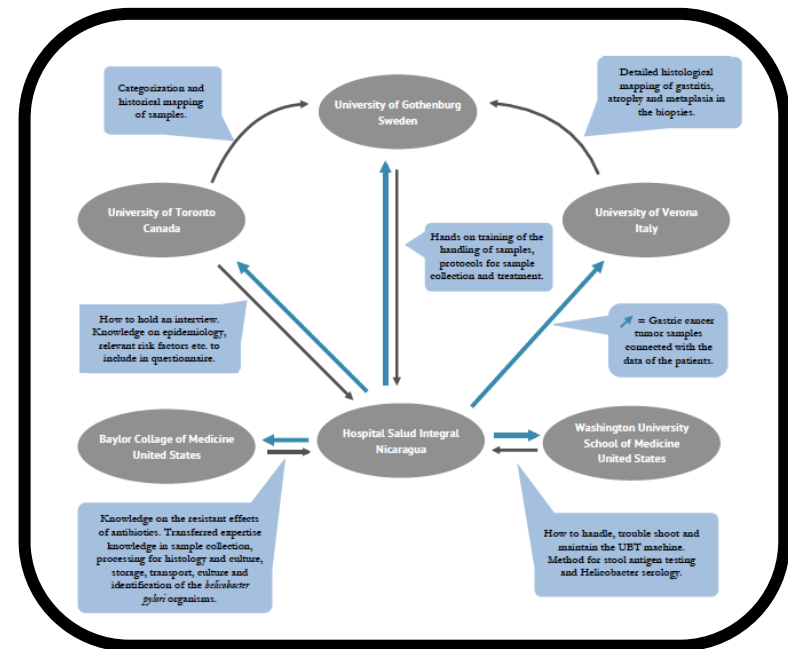 Categorization and
historical mapping
of samples.
University of Gothenburg
Sweden
Detailed histological
mapping of gastritis,
atrophy and metaplasia in
the biopsies.
University of Toronto
Canada
University of Verona
Italy
Hands on training of the
handling of samples,
protocols for sample
collection and treatment.
How to hold an interview.
Knowledge on epidemiology,
relevant risk factors etc. to
include in questionnaire.
= Gastric cancer
tumor samples
connected with the
data of the patients.
Baylor Collage of Medicine
United States
Hospital Salud Integral
Nicaragua
Washington University
School of Medicine
United States
Knowledge on the resistant effects
of antibiotics. Transferred expertise
knowledge in sample collection,
processing for histology and culture,
storage, transport, culture and
identification of the helicobacter
pylori organisms.
How to handle, trouble shoot and
maintain the UBT machine.
Method for stool antigen testing
and Helicobacter serology.